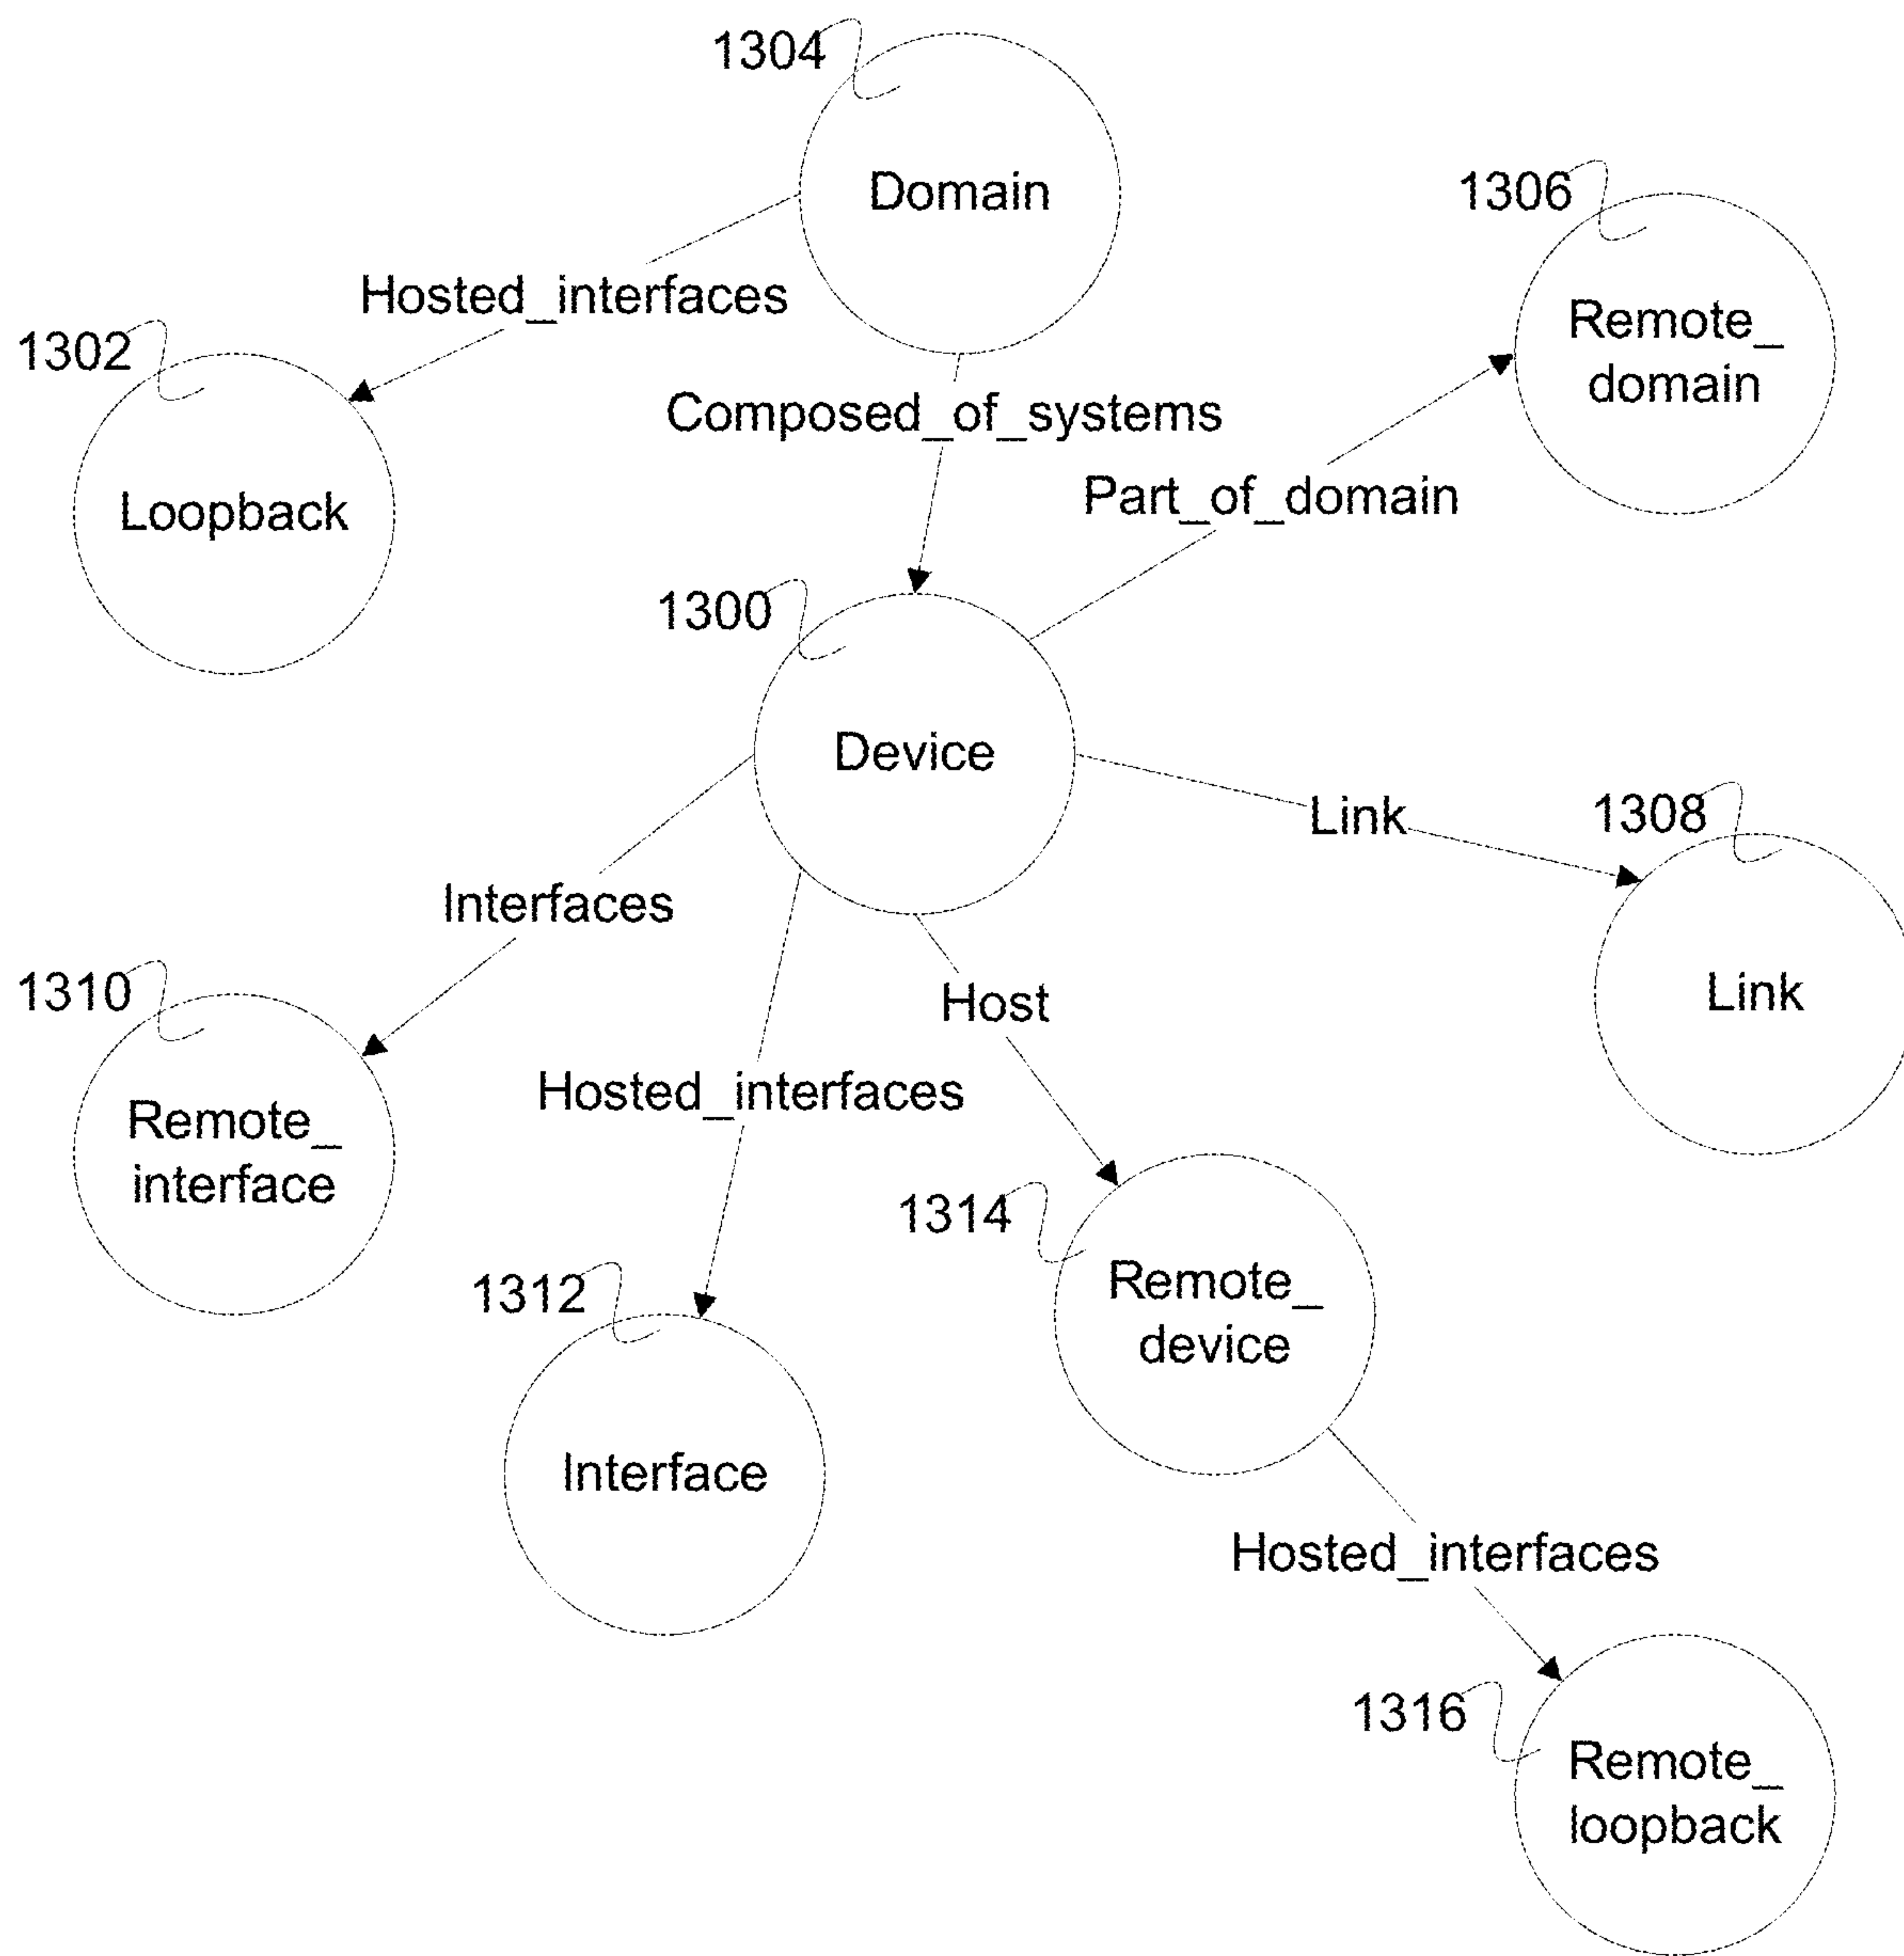 1304
Domain
1306
Remote_
domain
Hosted_interfaces
1302
Loopback
Composed_of_systems
Part_of_domain
1300
Device
Link
1308
Link
Interfaces
1310
Remote_
interface
Host
Hosted_interfaces
1314
Remote_
device
1312
Interface
Hosted_interfaces
1316
Remote_
loopback